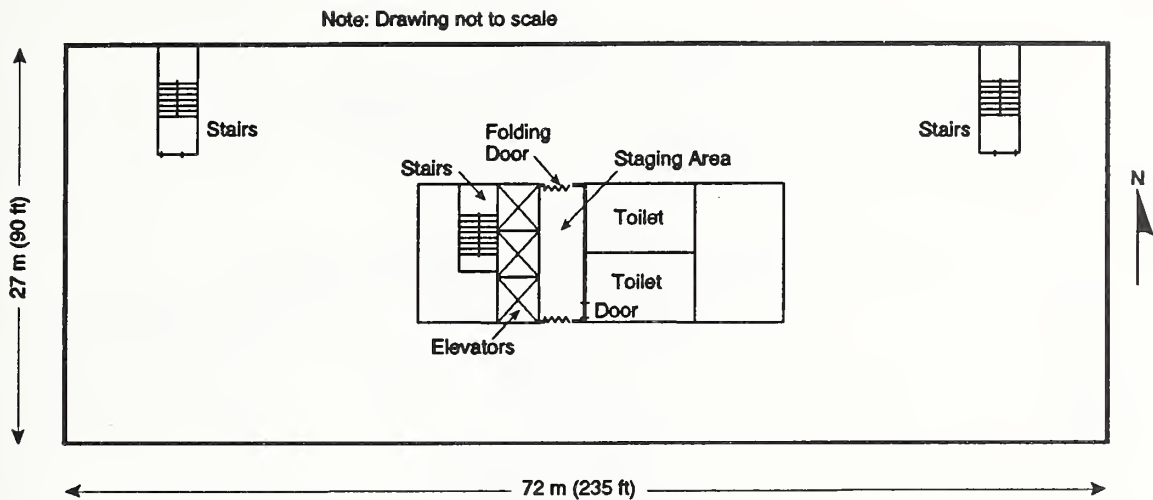 Note: Drawing not to scale
Stairs
Stairs
Folding
Door
Staging Area
Stairs
N
Toilet
Toilet
Door
Elevators
27 m (90 ft)
72 m (235 ft)